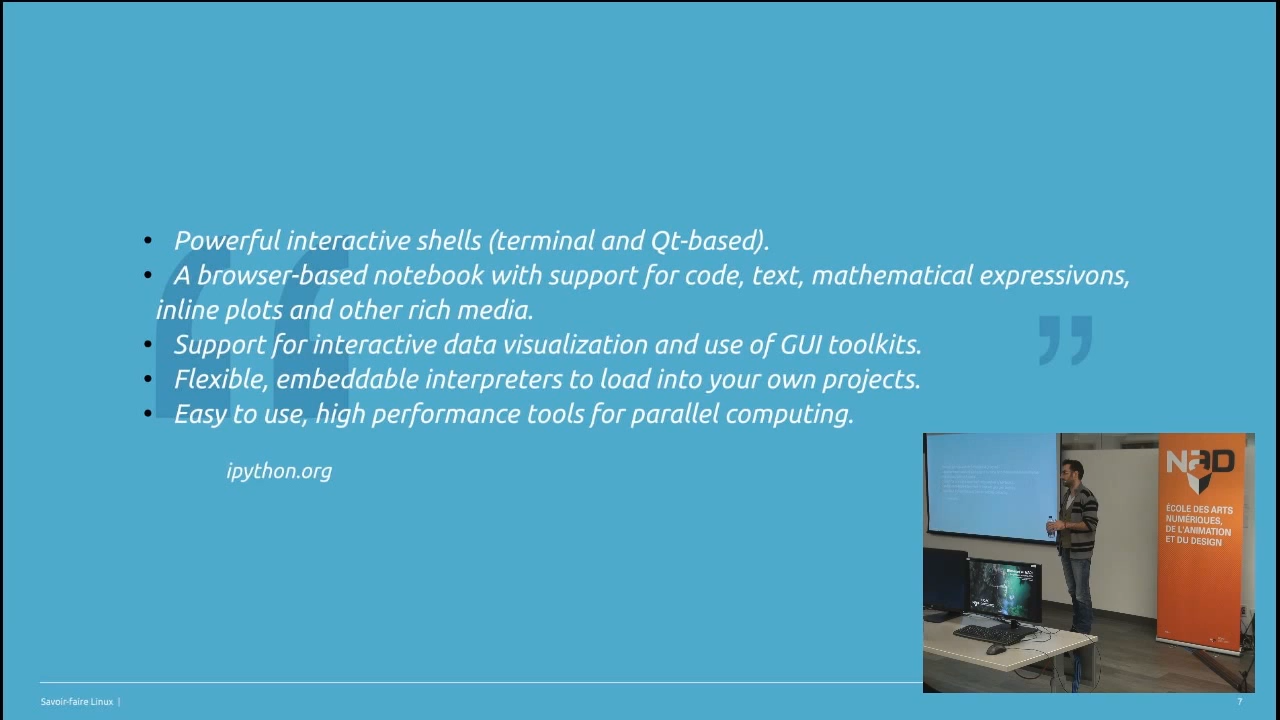 • Powerful interactive shells (terminal and Qt-based).
• A browser-based notebook with support for code, text, mathematical expressivons,
inline plots and other rich media.
• Support for interactive data visualization and use of GUI toolkits.
• Flexible, embeddable interpreters to load into your own projects.
• Easy to use, high performance tools for parallel computing.
ipython.org
NAD
ÉCOLE DES ARTS
NUMÉRIQUES,
DE L'ANIMATION
ET DU DESIGN
Savoir-faire Linux |
7